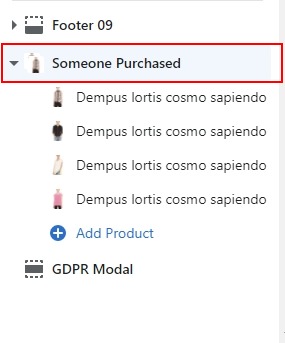 Footer 09
Someone Purchased
Dempus lortis cosmo sapiendo
Dempus lortis cosmo sapiendo
Dempus lortis cosmo sapiendo
Dempus lortis cosmo sapiendo
Add Product
GDPR Modal